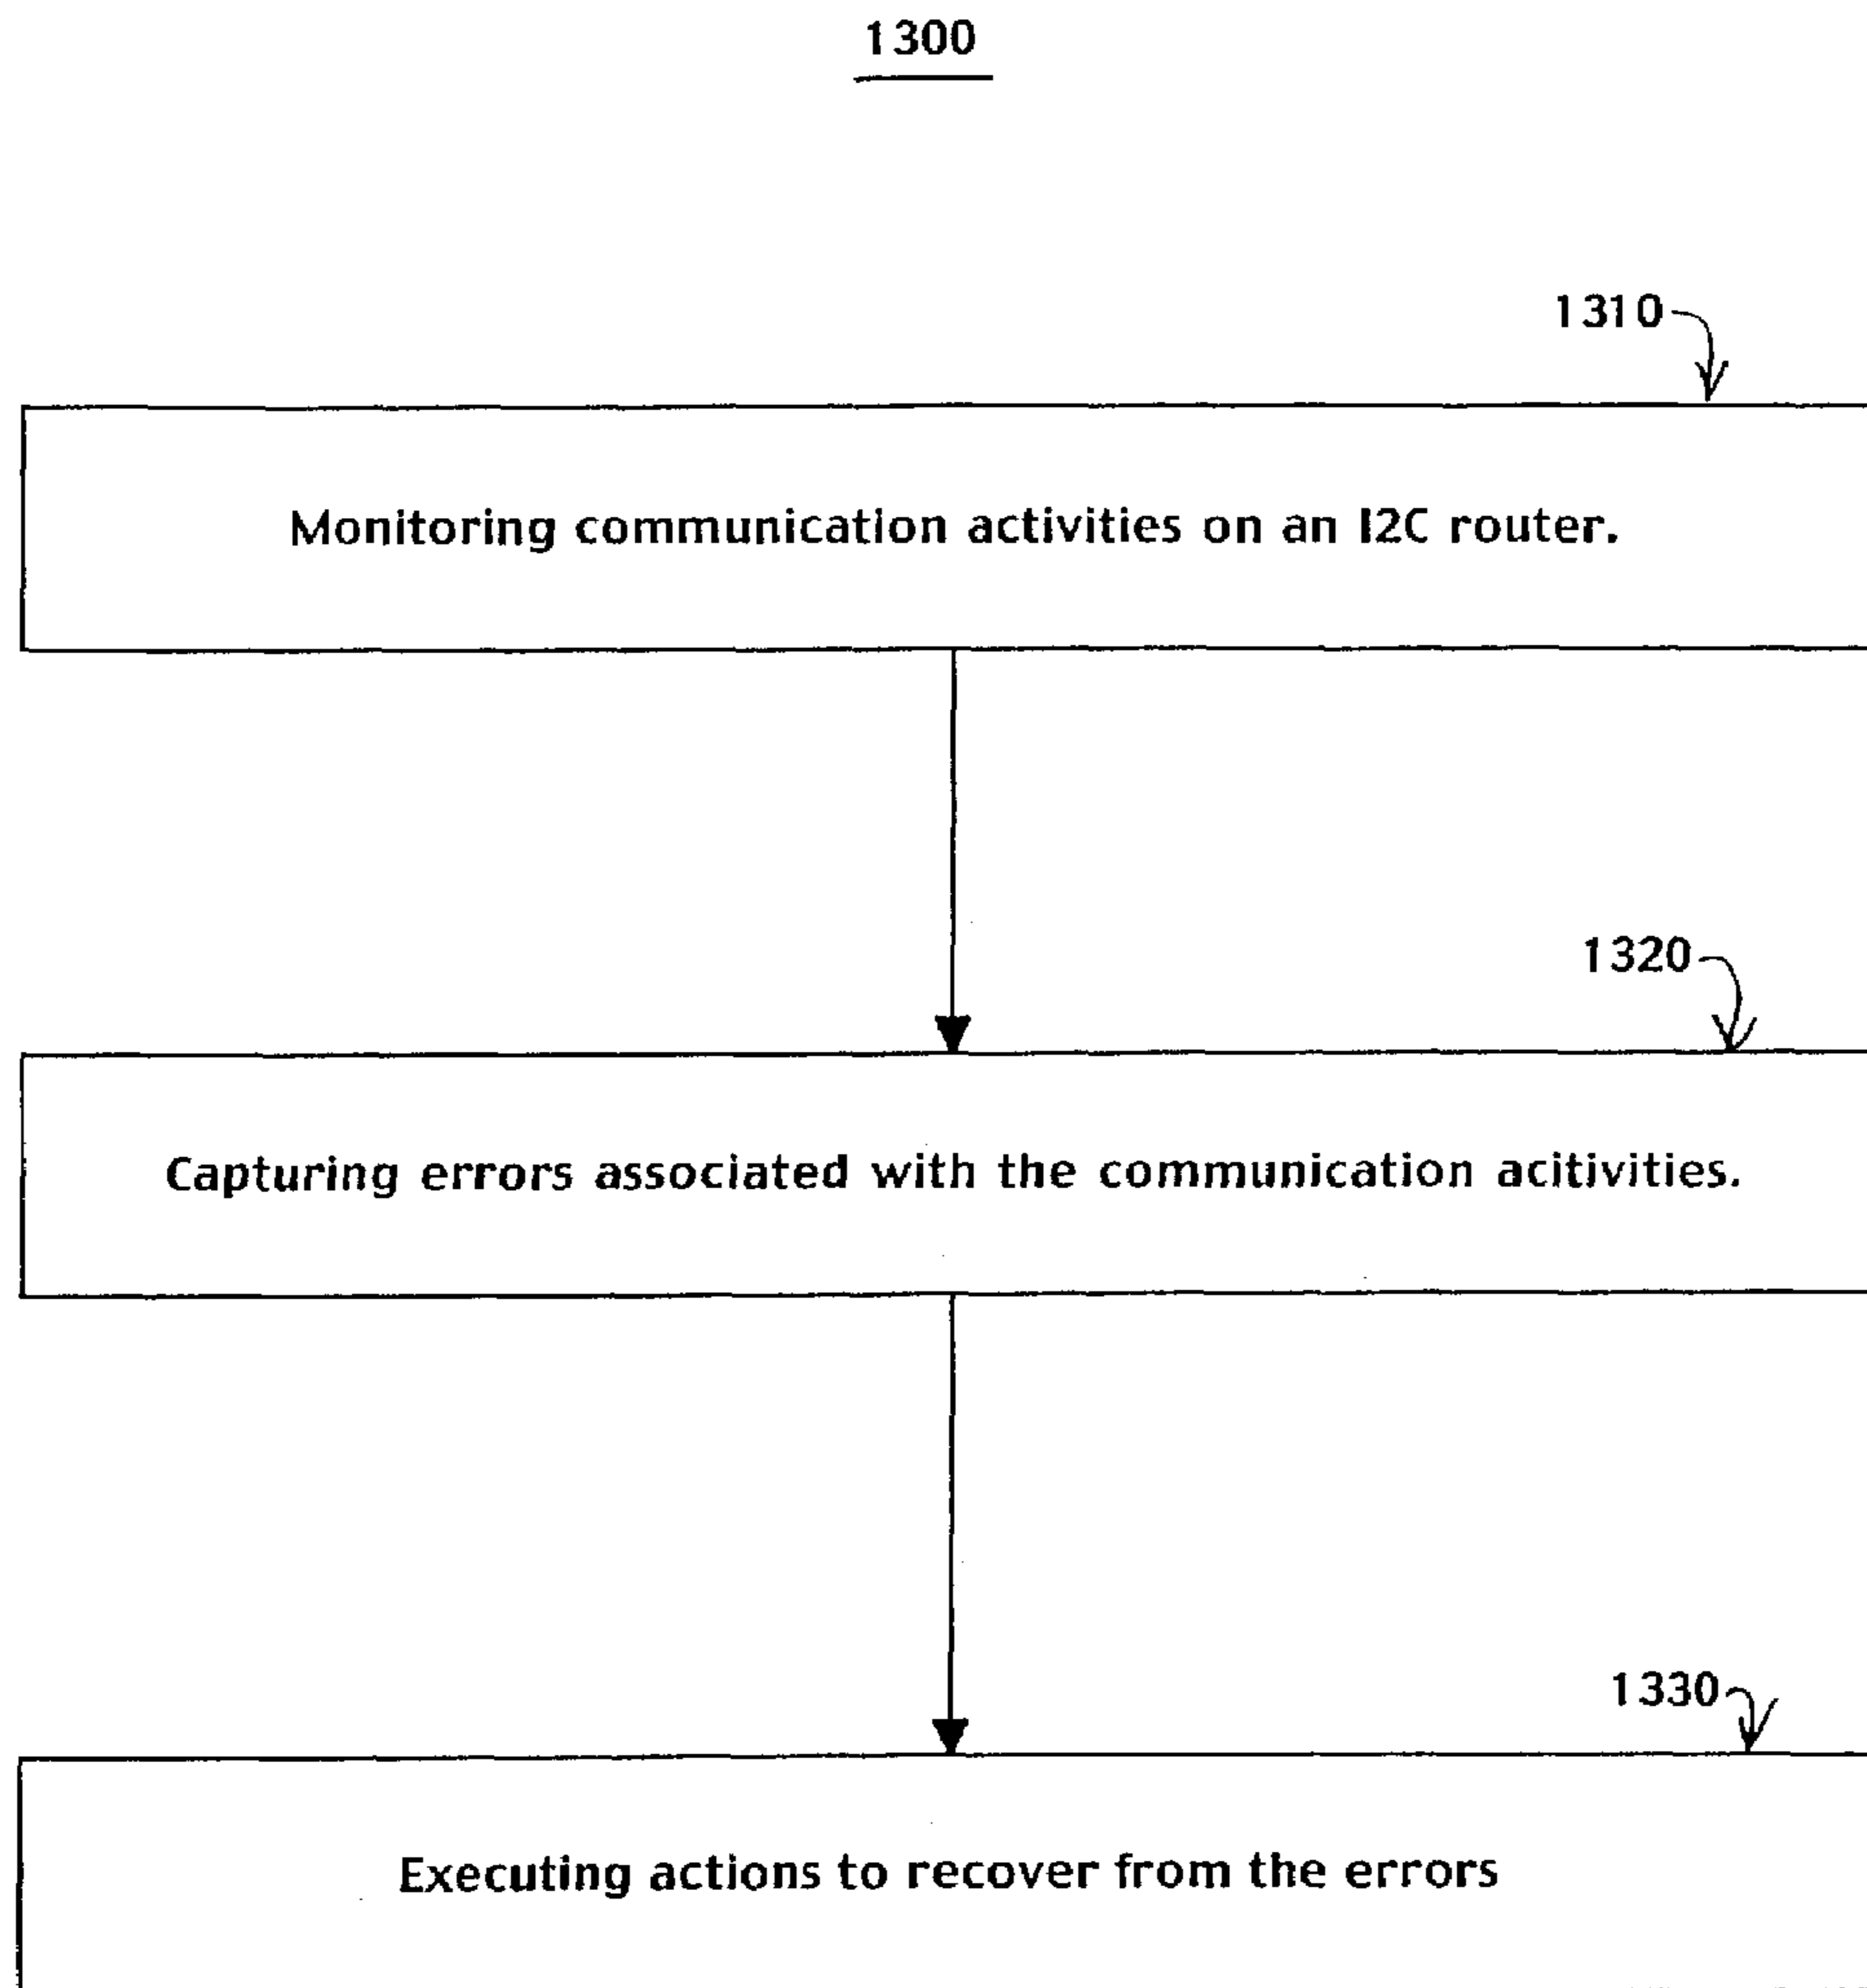 1300
1310
Monitoring communication activities on an I2C router.
1320
Capturing errors associated with the communication acitivities.
1330
Executing actions to recover from the errors